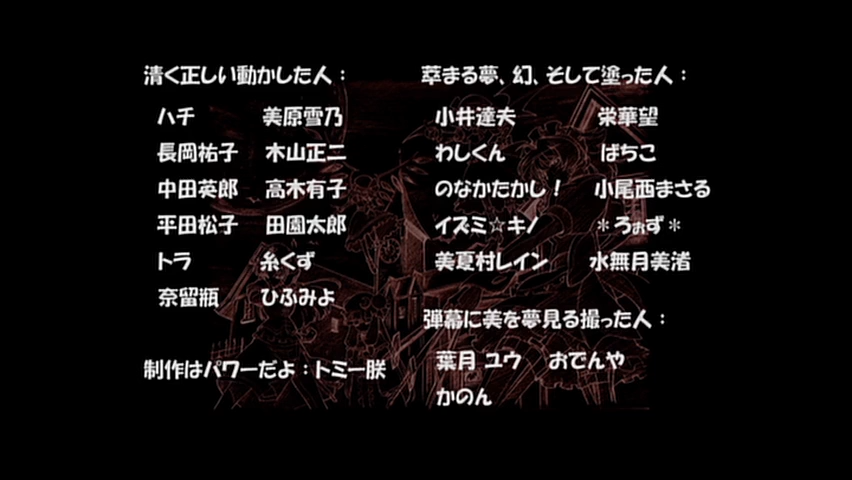 清く正しい動かした人：
ハチ　美原雪乃
長岡祐子　木山正二
中田英郎　高木有子
平田松子　田園太郎
トラ　糸くず
奈留瓶　ひふみよ
制作はパワーだよ：トミー朕
萃まる夢、幻、そして塗った人：
小井達夫　栄華望
わしくん　ぱちこ
のなかたかし！　小尾西まさる
イズミ☆キノ　＊ろぉず＊
美夏村レイン　水無月美渚
弾幕に美を夢見る撮った人：
葉月 ユウ　おでんや
かのん